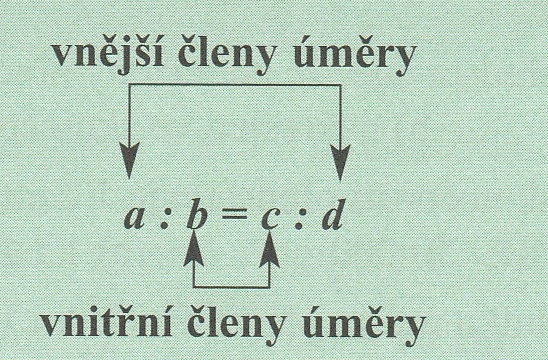 vnější členy úměry
a : b = c : d
vnitřní členy úměry